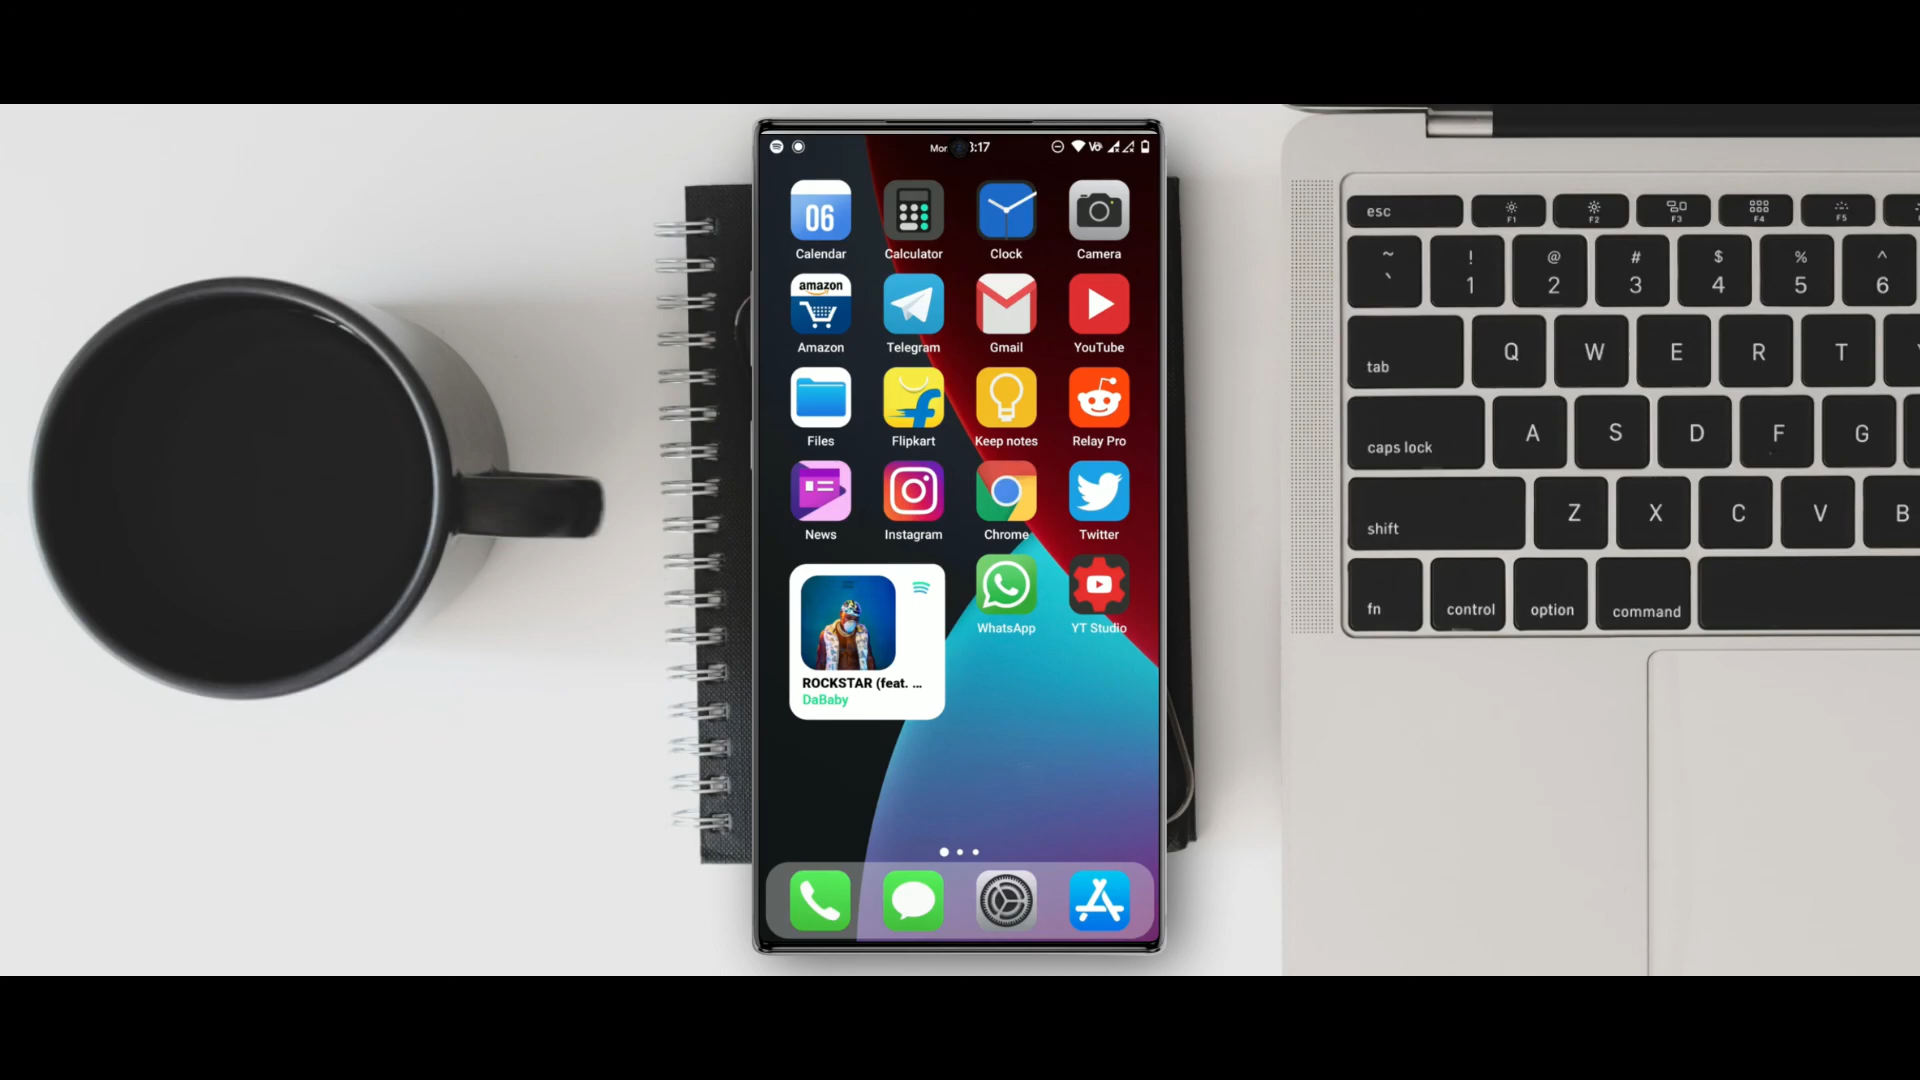 Mon
3:17
Vo
06
Calendar
Calculator
Clock
Camera
amazon
Amazon
Telegram
Gmail
YouTube
Files
Flipkart
Keep notes
Relay Pro
News
Instagram
Chrome
Twitter
ROCKSTAR (feat. ...
DaBaby
WhatsApp
YT Studio
esc
F1
F2
F3
F4
F5
~ ! @ # $ % ^
` 1 2 3 4 5 6
tab Q W E R T
caps lock A S D F G
shift Z X C V B
fn control option command